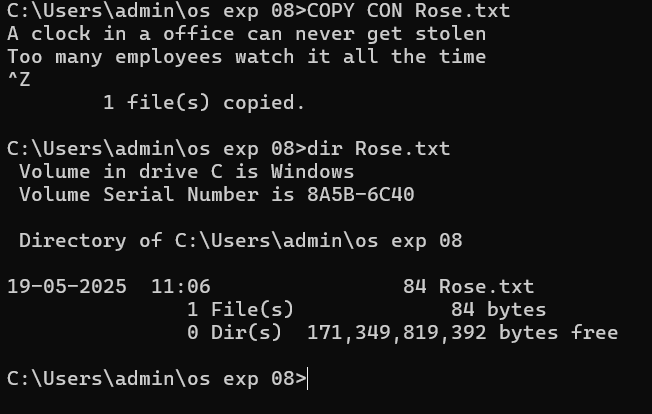 C:\Users\admin\os exp 08>COPY CON Rose.txt
A clock in a office can never get stolen
Too many employees watch it all the time
^Z
        1 file(s) copied.

C:\Users\admin\os exp 08>dir Rose.txt
 Volume in drive C is Windows
 Volume Serial Number is 8A5B-6C40

 Directory of C:\Users\admin\os exp 08

19-05-2025  11:06                84 Rose.txt
               1 File(s)             84 bytes
               0 Dir(s)  171,349,819,392 bytes free

C:\Users\admin\os exp 08>